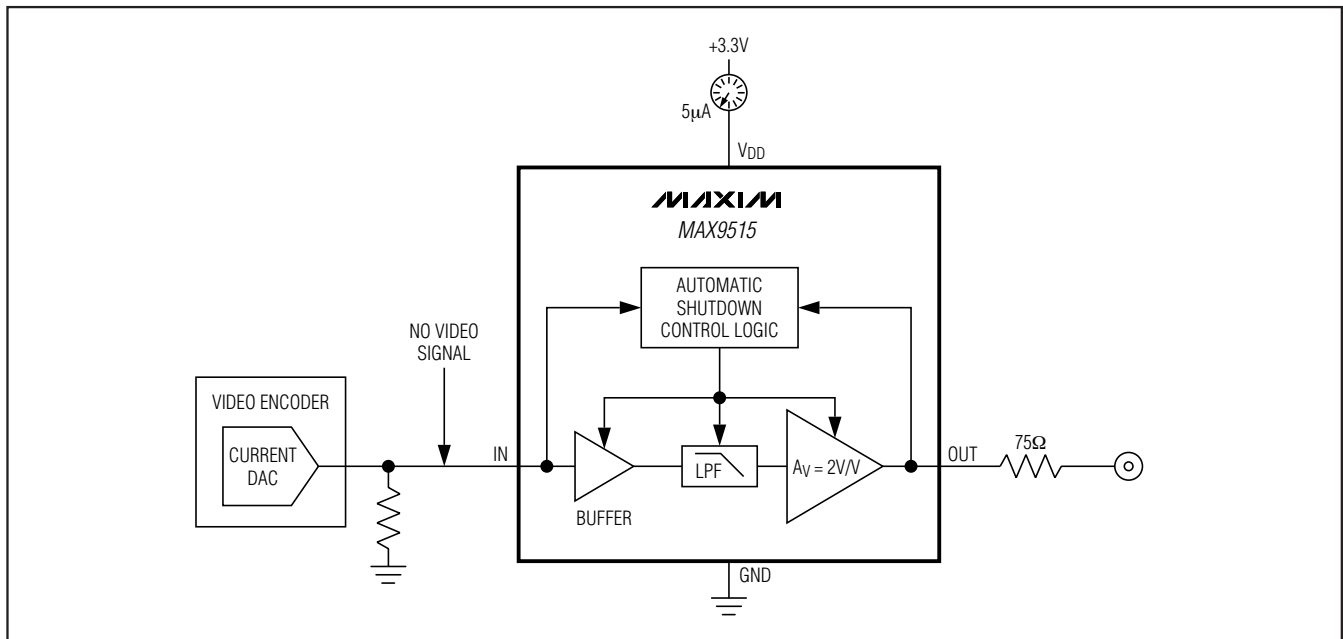 +3.3V
5μA
VDD
MAXIM
MAX9515
AUTOMATIC
SHUTDOWN
CONTROL LOGIC
NO VIDEO
SIGNAL
VIDEO ENCODER
CURRENT
DAC
IN
LPF
AV = 2V/V
OUT
75Ω
BUFFER
GND